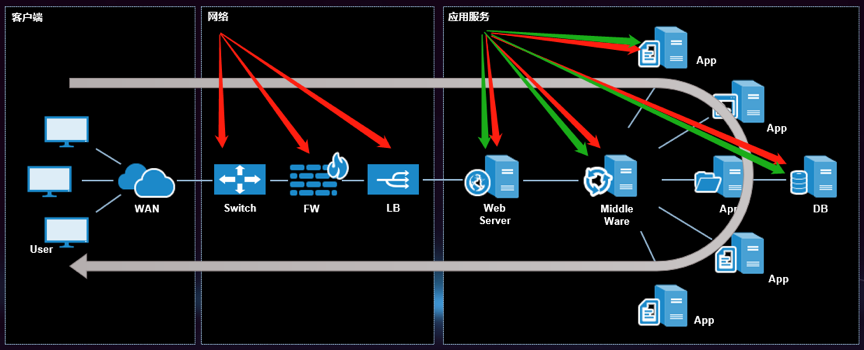 客户端
网络
应用服务
App
App
User
WAN
Switch
FW
LB
Web
Server
Middle
Ware
App
DB
App
App